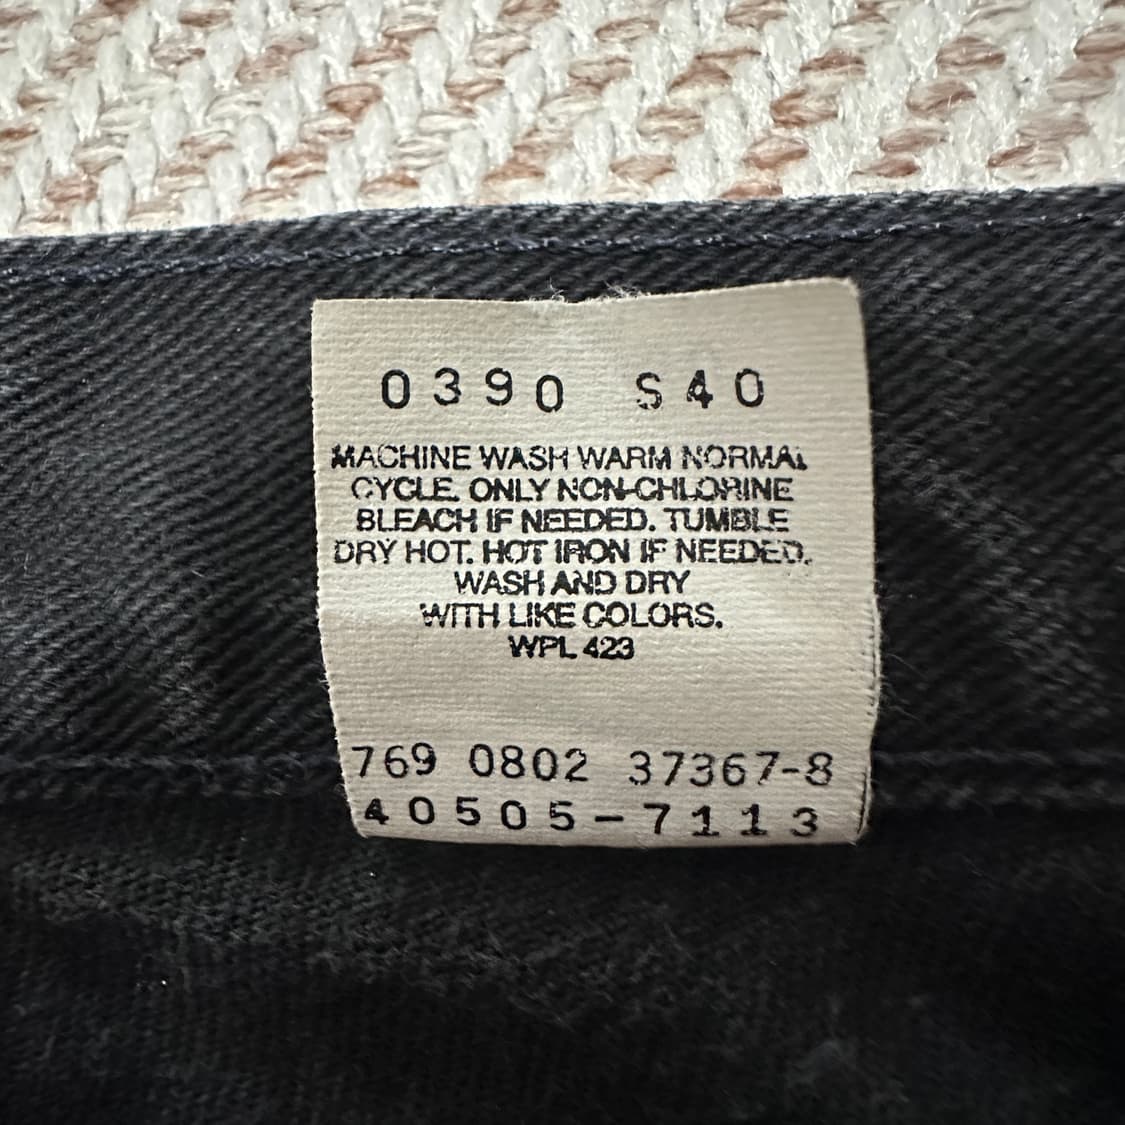 0390 S40
MACHINE WASH WARM NORMAL
CYCLE. ONLY NON-CHLORINE
BLEACH IF NEEDED. TUMBLE
DRY HOT. HOT IRON IF NEEDED.
WASH AND DRY
WITH LIKE COLORS.
WPL 423
769 0802 37367-8
40505-7113